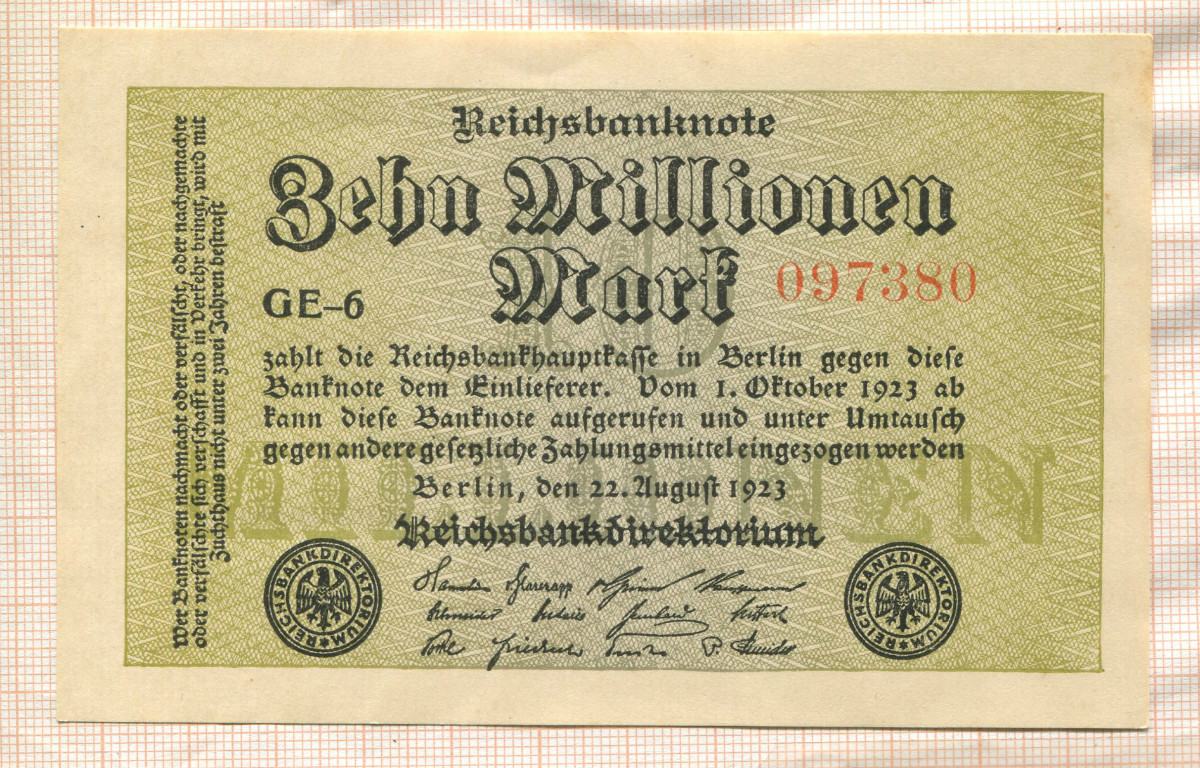 Reichsbanknote
Zehn Millionen
Mark
GE-6
097380
zahlt die Reichsbankhauptkasse in Berlin gegen diese
Banknote dem Einlieferer. Vom 1. Oktober 1923 ab
kann diese Banknote aufgerufen und unter Umtausch
gegen andere gesetzliche Zahlungsmittel eingezogen werden
Berlin, den 22. August 1923
Reichsbankdirektorium
REICHSBANKDIREKTORIUM
REICHSBANKDIREKTORIUM
Wer Banknoten nachmacht oder verfälscht, oder nachgemachte
oder verfälschte sich verschafft und in Verkehr bringt, wird mit
Zuchthaus nicht unter zwei Jahren bestraft